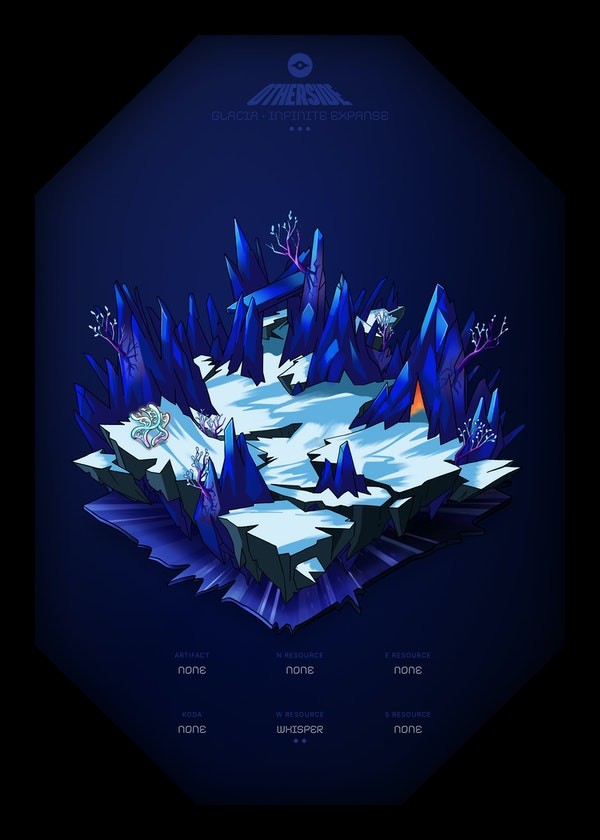 OTHERSIDE
GLACIA - INFINITE EXPANSE
ARTIFACT N RESOURCE E RESOURCE
NONE NONE NONE
KODA W RESOURCE S RESOURCE
NONE WHISPER NONE